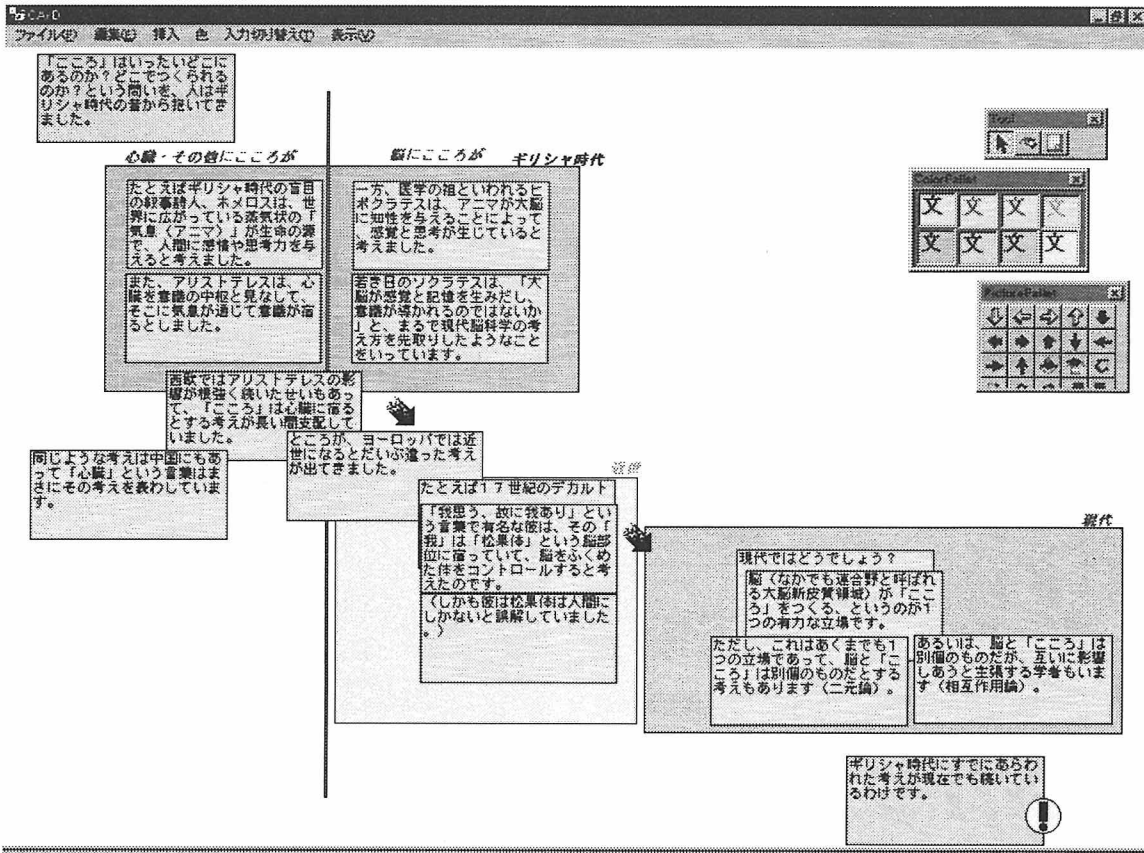 CArD
ファイル(F) 編集(E) 挿入 色 入力切り替え(T) 表示(V)
「こころ」はいったいどこに
あるのか?どこでつくられる
のか?という問いを、人はギ
リシャ時代の昔から抱いてき
ました。
心臓・その他にこころが
脳にこころが
ギリシャ時代
たとえばギリシャ時代の盲目
の叙事詩人、ホメロスは、世
界に広がっている蒸気状の「
気息(アニマ)」が生命の源
で、人間に感情や思考力を与
えると考えました。
また、アリストテレスは、心
臓を意識の中枢と見なして、
そこに気息が通じて意識が宿
るとしました。
一方、医学の祖といわれるヒ
ポクラテスは、アニマが大脳
に知性を与えることによって
、感覚と思考が生じていると
考えました。
若き日のソクラテスは、「大
脳が感覚と記憶を生みだし、
意識が導かれるのではないか
」と、まるで現代脳科学の考
え方を先取りしたようなこと
をいっています。
西欧ではアリストテレスの影
響が根強く続いたせいもあっ
て、「こころ」は心臓に宿る
とする考えが長い間支配して
いました。
同じような考えは中国にもあ
って「心臓」という言葉はま
さにその考えを表わしていま
す。
ところが、ヨーロッパでは近
世になるとだいぶ違った考え
が出てきました。
近世
たとえば17世紀のデカルト
「我思う、故に我あり」とい
う言葉で有名な彼は、その「
我」は「松果体」という脳部
位に宿っていて、脳をふくめ
た体をコントロールすると考
えたのです。
(しかも彼は松果体は人間に
しかないと誤解していました
。)
現代
現代ではどうでしょう?
脳(なかでも連合野と呼ばれ
る大脳新皮質領域)が「ここ
ろ」をつくる、というのが1
つの有力な立場です。
ただし、これはあくまでも1
つの立場であって、脳と「こ
ころ」は別個のものだとする
考えもあります(二元論)。
あるいは、脳と「こころ」は
別個のものだが、互いに影響
しあうと主張する学者もいま
す(相互作用論)。
ギリシャ時代にすでにあらわ
れた考えが現在でも続いてい
るわけです。
Tool
ColorPallet
文 文 文 文
文 文 文 文
PicturePallet